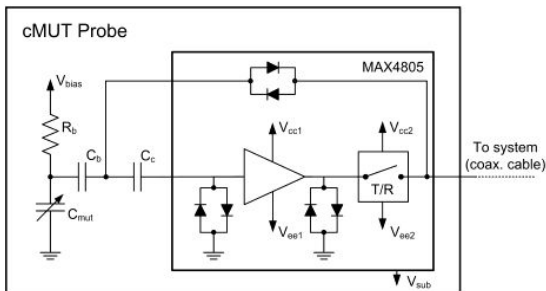 cMUT Probe
MAX4805
Vbias
Rb
Cb
Cc
Cmut
Vcc1
Vee1
Vcc2
T/R
Vee2
To system
(coax. cable)
Vsub